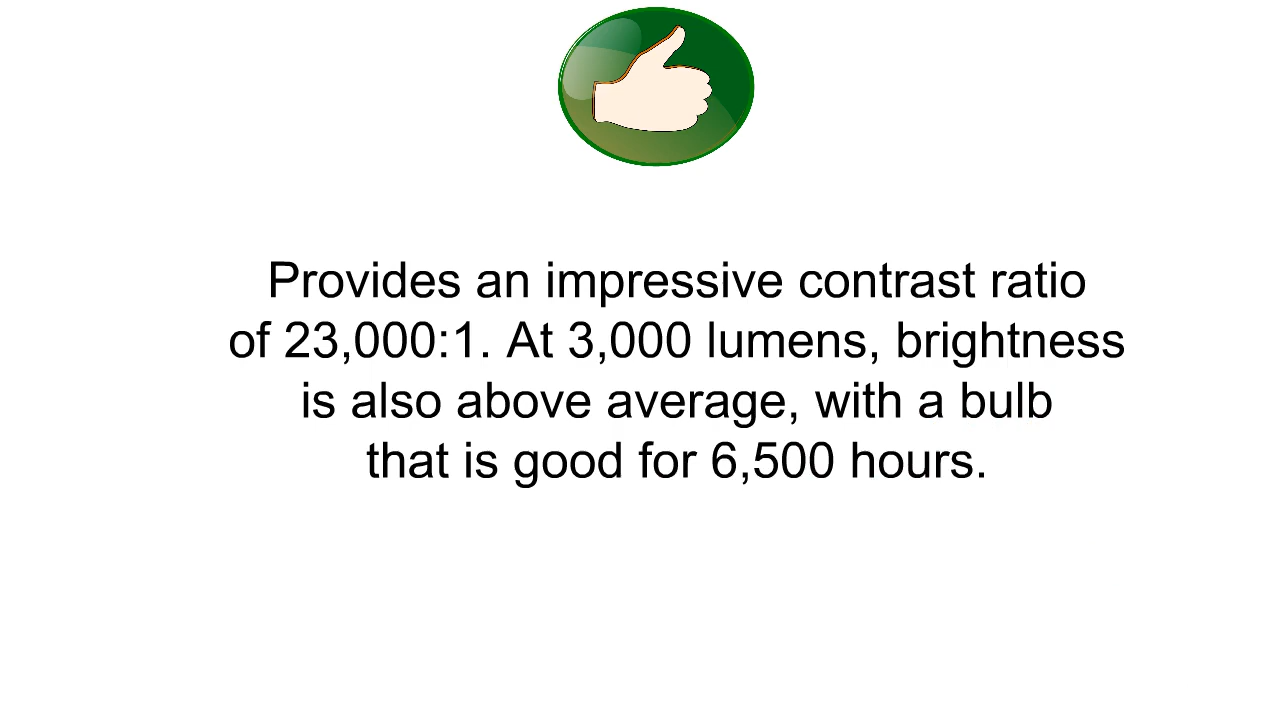 Provides an impressive contrast ratio
of 23,000:1. At 3,000 lumens, brightness
is also above average, with a bulb
that is good for 6,500 hours.